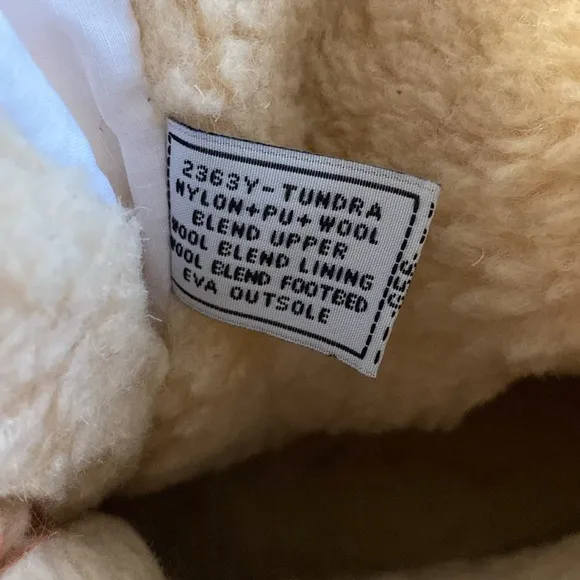 2363Y-TUNDRA
NYLON+PU+WOOL
BLEND UPPER
WOOL BLEND LINING
WOOL BLEND FOOTBED
EVA OUTSOLE